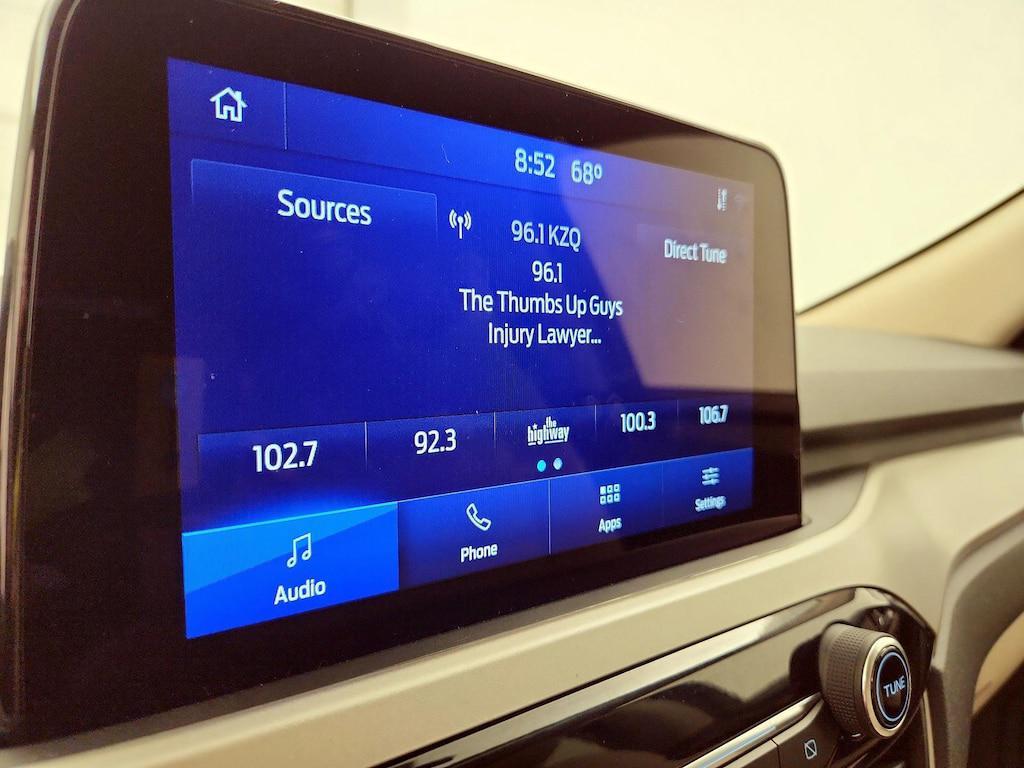 8:52 68°
Sources
96.1 KZQ
Direct Tune
96.1
The Thumbs Up Guys
Injury Lawyer...
102.7
92.3
the highway
100.3
106.7
Audio
Phone
Apps
Settings
TUNE